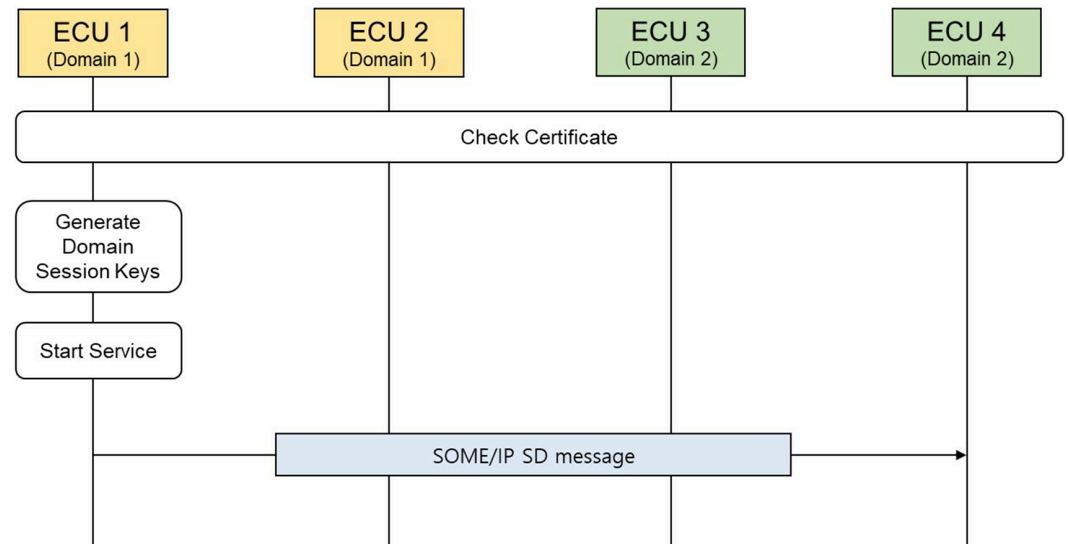 ECU 1
(Domain 1)
ECU 2
(Domain 1)
ECU 3
(Domain 2)
ECU 4
(Domain 2)
Check Certificate
Generate
Domain
Session Keys
Start Service
SOME/IP SD message